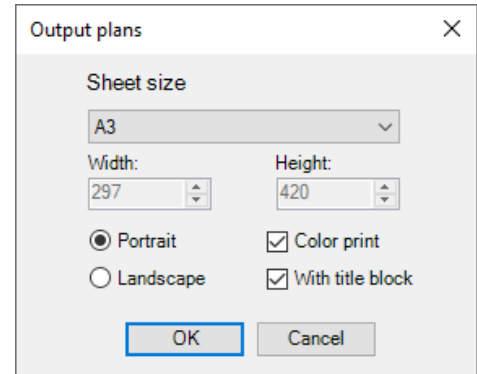 Output plans
Sheet size
A3
Width: Height:
297 420
Portrait Color print
Landscape With title block
OK Cancel